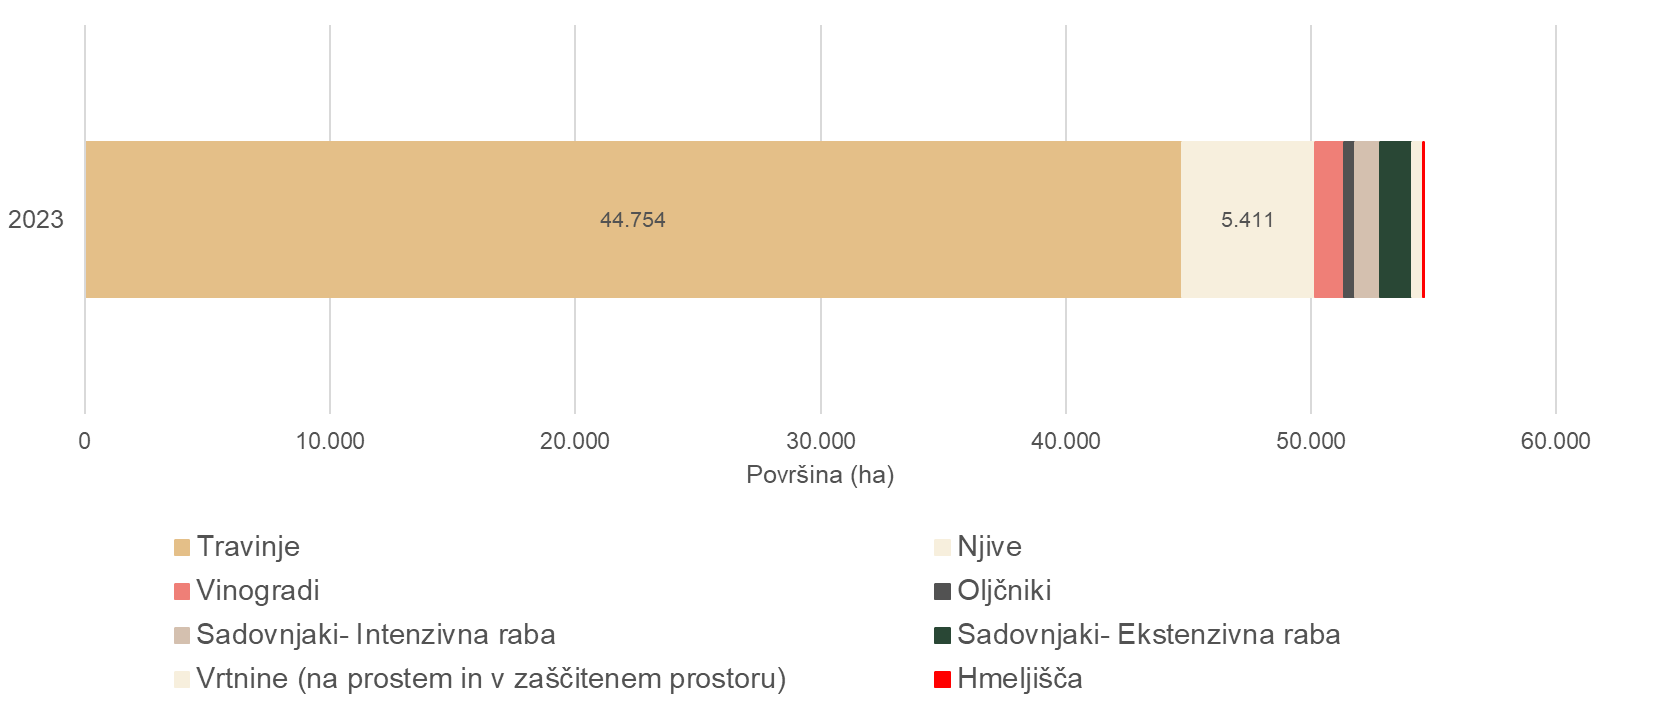 2023
44.754
5.411
0 10.000 20.000 30.000 40.000 50.000 60.000
Površina (ha)
Travinje Njive
Vinogradi Oljčniki
Sadovnjaki- Intenzivna raba Sadovnjaki- Ekstenzivna raba
Vrtnine (na prostem in v zaščitenem prostoru) Hmeljišča